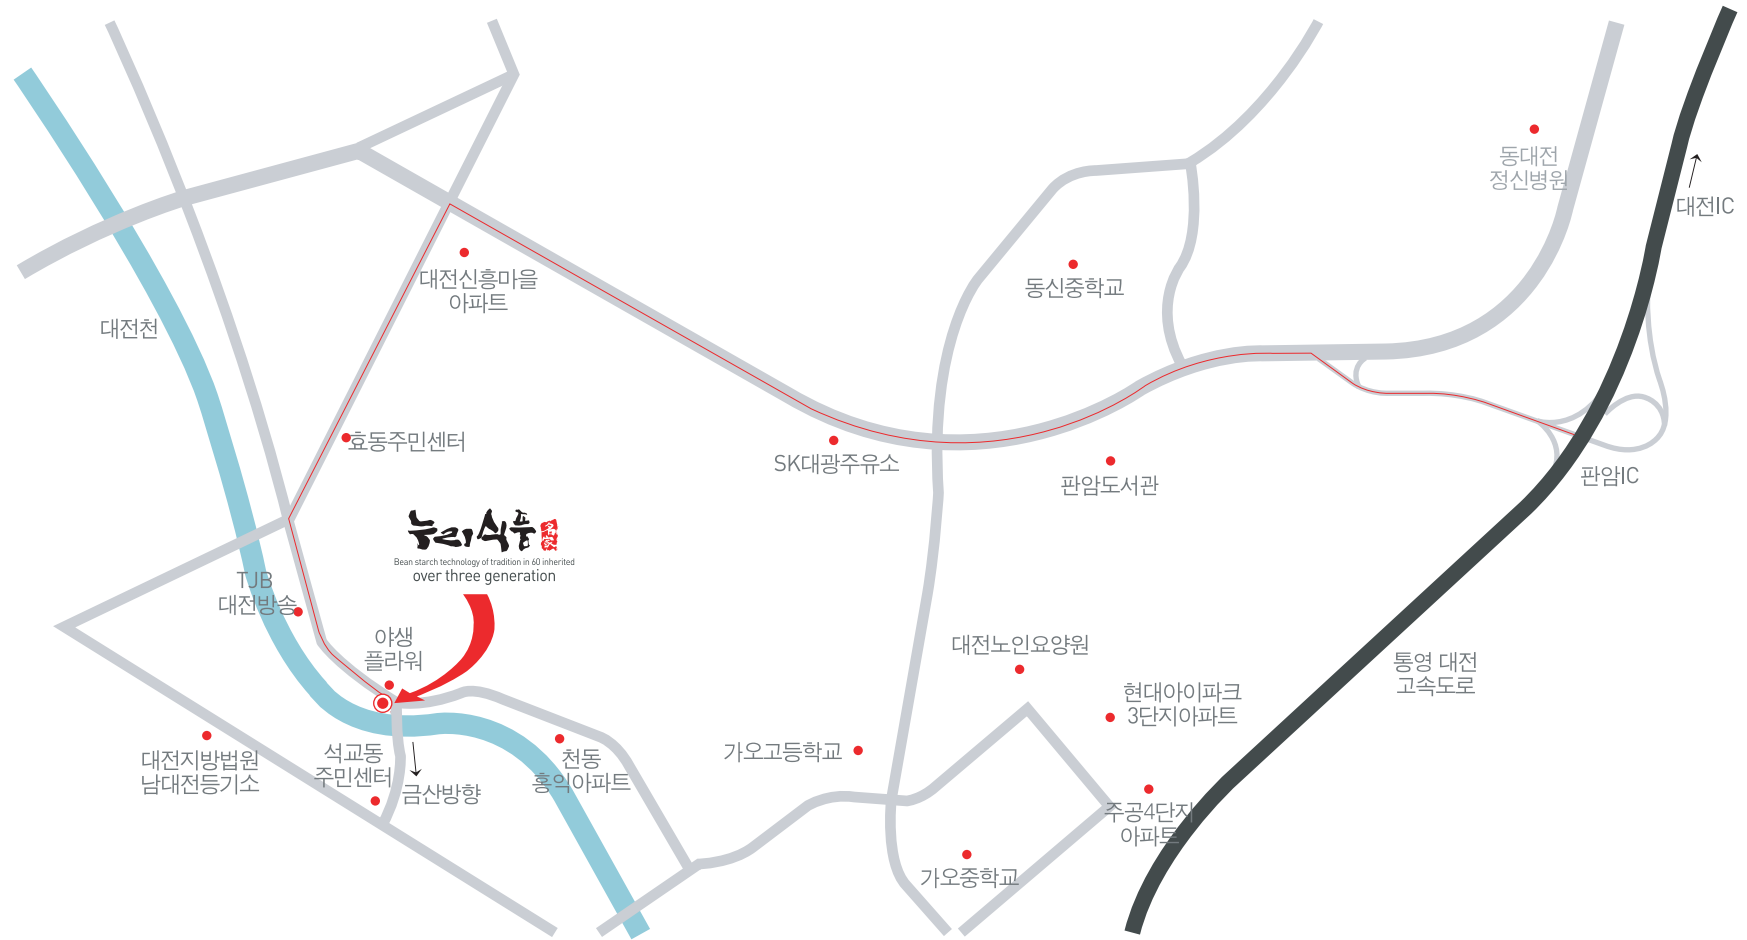 동대전
정신병원
대전IC
대전신흥마을
아파트
동신중학교
대전천
효동주민센터
SK대광주유소
판암도서관
판암IC
누리식품
名家
Bean starch technology of tradition in 60 inherited
over three generation
TJB
대전방송
야생
플라워
대전노인요양원
통영 대전
고속도로
현대아이파크
3단지아파트
대전지방법원
남대전등기소
석교동
주민센터
금산방향
천동
홍익아파트
가오고등학교
주공4단지
아파트
가오중학교